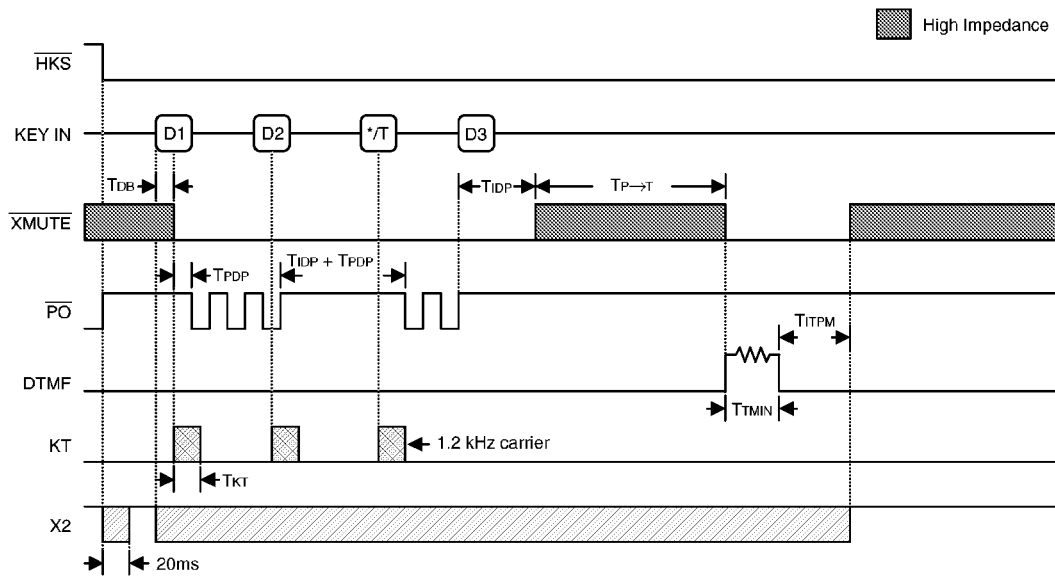 High Impedance
HKS
KEY IN
D1
D2
*/T
D3
TDB
TIDP
TP→T
XMUTE
TPDP
TIDP + TPDP
PO
TITPM
DTMF
TTMIN
KT
1.2 kHz carrier
TKT
X2
20ms